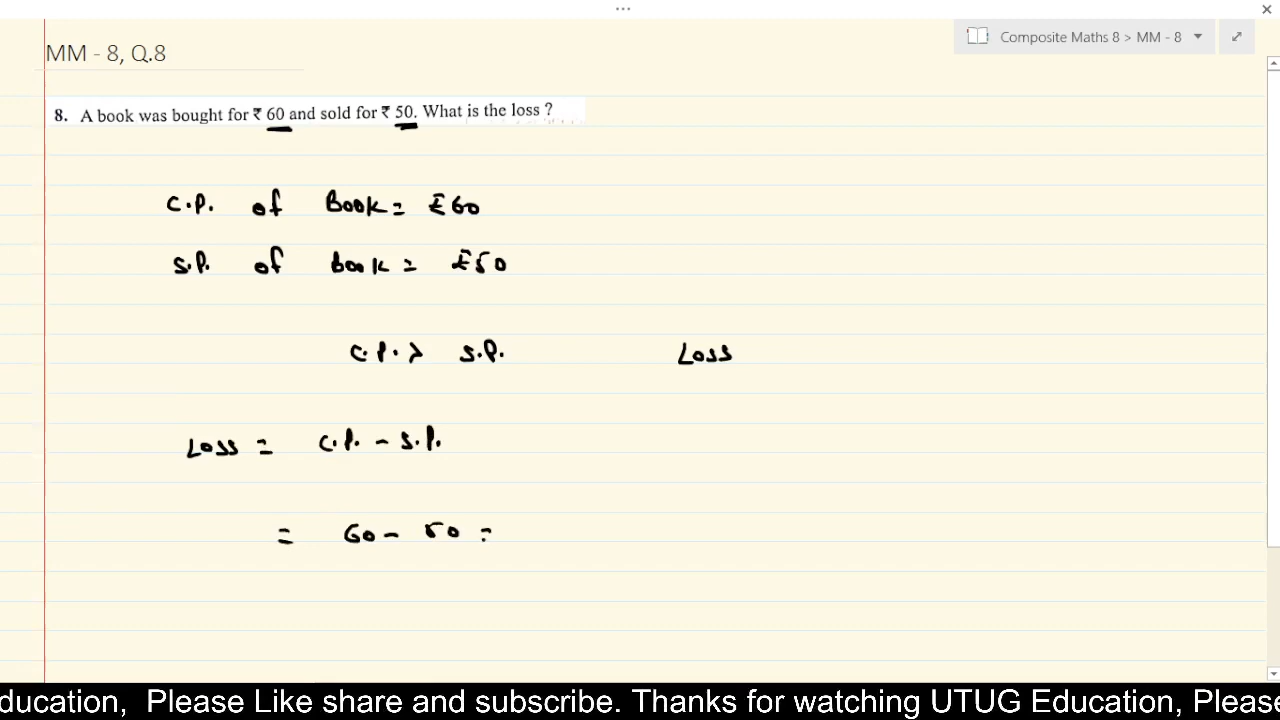 MM - 8, Q.8
Composite Maths 8 > MM - 8
8. A book was bought for ₹ 60 and sold for ₹ 50. What is the loss ?
C.P. of Book = ₹60
S.P. of Book = ₹50
C.P. > S.P. Loss
Loss = C.P. - S.P.
= 60 - 50 =
ducation, Please Like share and subscribe. Thanks for watching UTUG Education, Please